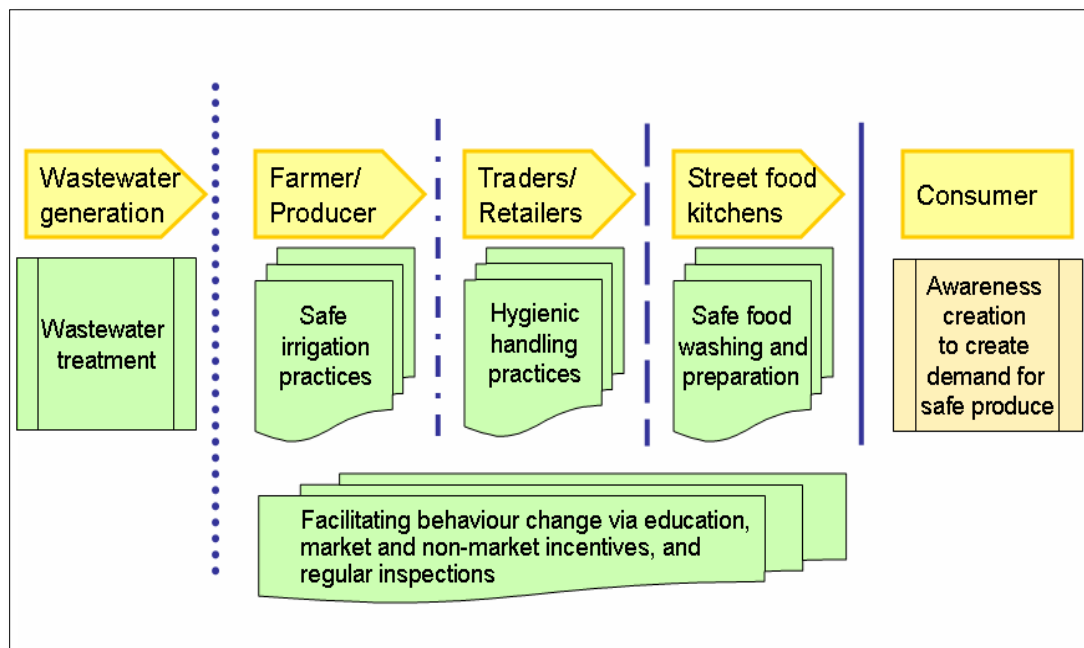 Wastewater
generation
Farmer/
Producer
Traders/
Retailers
Street food
kitchens
Consumer
Wastewater
treatment
Safe
irrigation
practices
Hygienic
handling
practices
Safe food
washing and
preparation
Awareness
creation
to create
demand for
safe produce
Facilitating behaviour change via education,
market and non-market incentives, and
regular inspections